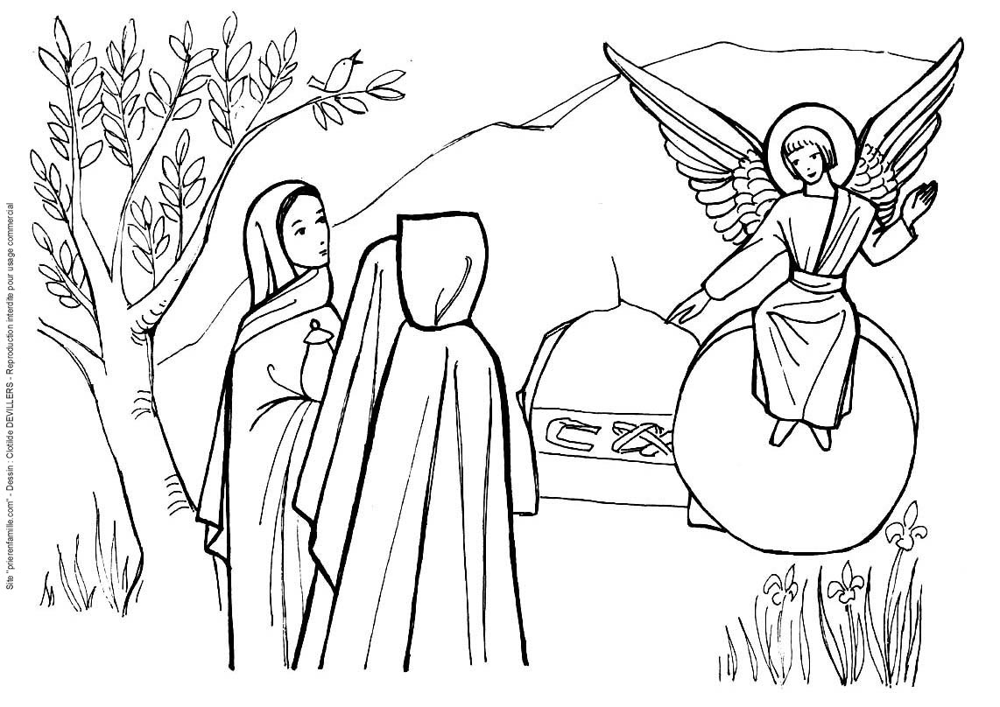 Site "prierenfamille.com" - Dessin : Clotilde DEVILLERS - Reproduction interdite pour usage commercial